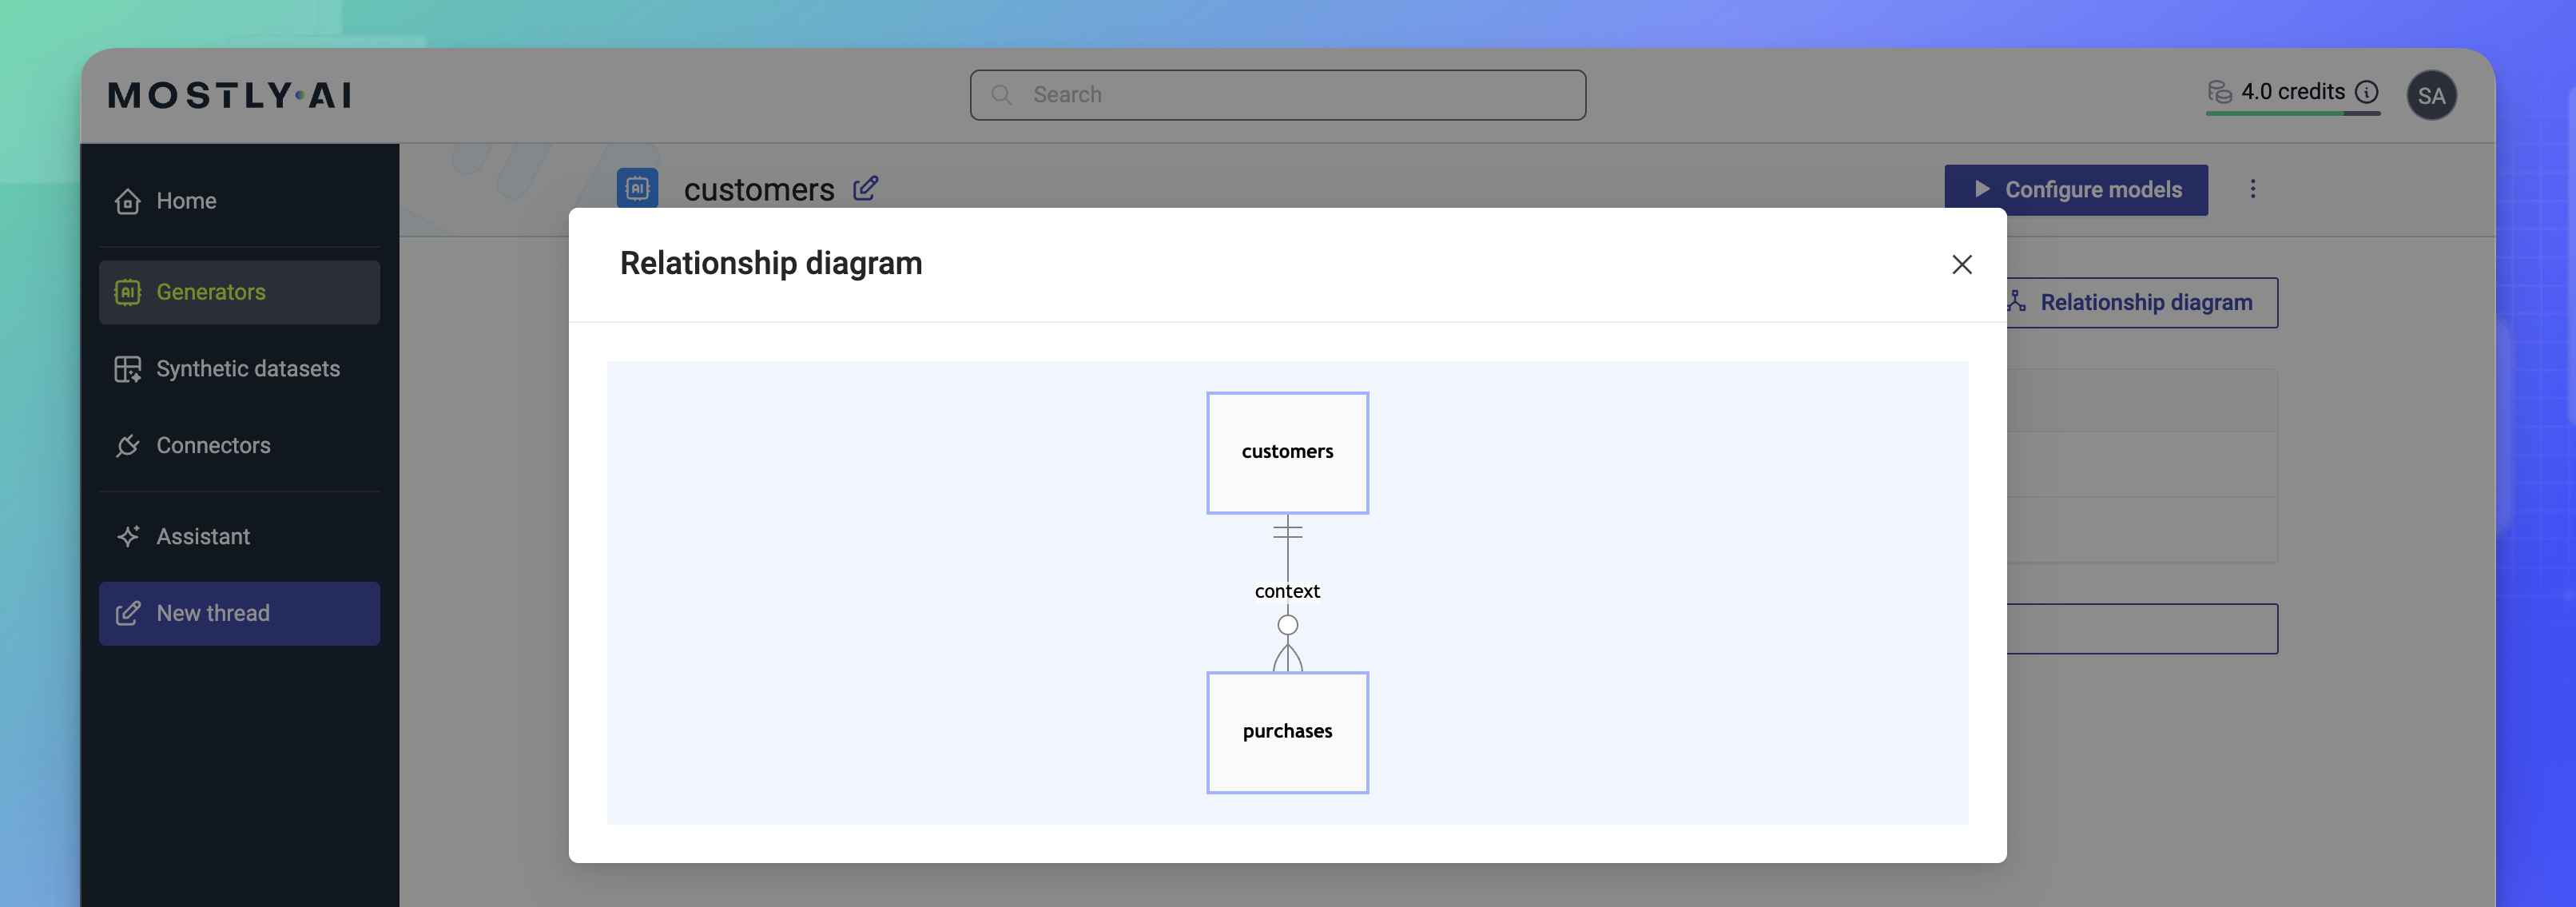 MOSTLY·AI
Search
4.0 credits
SA
Home
Generators
Synthetic datasets
Connectors
Assistant
New thread
AI
customers
Configure models
Relationship diagram
Relationship diagram
customers
context
purchases